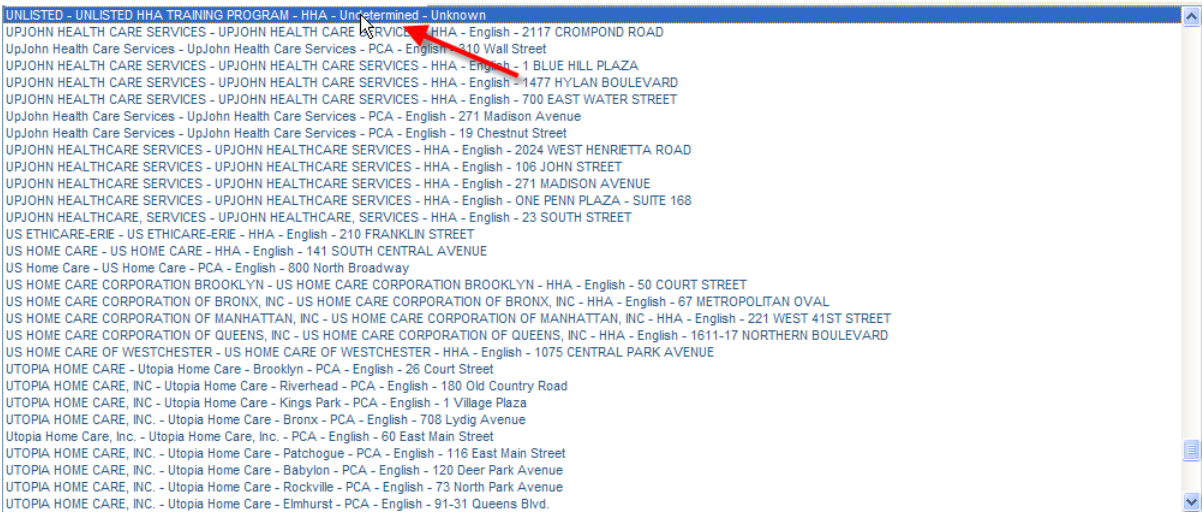 UNLISTED - UNLISTED HHA TRAINING PROGRAM - HHA - Undetermined - Unknown
UPJOHN HEALTH CARE SERVICES - UPJOHN HEALTH CARE SERVICES - HHA - English - 2117 CROMPOND ROAD
UpJohn Health Care Services - UpJohn Health Care Services - PCA - English - 310 Wall Street
UPJOHN HEALTH CARE SERVICES - UPJOHN HEALTH CARE SERVICES - HHA - English - 1 BLUE HILL PLAZA
UPJOHN HEALTH CARE SERVICES - UPJOHN HEALTH CARE SERVICES - HHA - English - 1477 HYLAN BOULEVARD
UPJOHN HEALTH CARE SERVICES - UPJOHN HEALTH CARE SERVICES - HHA - English - 700 EAST WATER STREET
UpJohn Health Care Services - UpJohn Health Care Services - PCA - English - 271 Madison Avenue
UpJohn Health Care Services - UpJohn Health Care Services - PCA - English - 19 Chestnut Street
UPJOHN HEALTHCARE SERVICES - UPJOHN HEALTHCARE SERVICES - HHA - English - 2024 WEST HENRIETTA ROAD
UPJOHN HEALTHCARE SERVICES - UPJOHN HEALTHCARE SERVICES - HHA - English - 106 JOHN STREET
UPJOHN HEALTHCARE SERVICES - UPJOHN HEALTHCARE SERVICES - HHA - English - 271 MADISON AVENUE
UPJOHN HEALTHCARE SERVICES - UPJOHN HEALTHCARE SERVICES - HHA - English - ONE PENN PLAZA - SUITE 168
UPJOHN HEALTHCARE, SERVICES - UPJOHN HEALTHCARE, SERVICES - HHA - English - 23 SOUTH STREET
US ETHICARE-ERIE - US ETHICARE-ERIE - HHA - English - 210 FRANKLIN STREET
US HOME CARE - US HOME CARE - HHA - English - 141 SOUTH CENTRAL AVENUE
US Home Care - US Home Care - PCA - English - 800 North Broadway
US HOME CARE CORPORATION BROOKLYN - US HOME CARE CORPORATION BROOKLYN - HHA - English - 50 COURT STREET
US HOME CARE CORPORATION OF BRONX, INC - US HOME CARE CORPORATION OF BRONX, INC - HHA - English - 67 METROPOLITAN OVAL
US HOME CARE CORPORATION OF MANHATTAN, INC - US HOME CARE CORPORATION OF MANHATTAN, INC - HHA - English - 221 WEST 41ST STREET
US HOME CARE CORPORATION OF QUEENS, INC - US HOME CARE CORPORATION OF QUEENS, INC - HHA - English - 1611-17 NORTHERN BOULEVARD
US HOME CARE OF WESTCHESTER - US HOME CARE OF WESTCHESTER - HHA - English - 1075 CENTRAL PARK AVENUE
UTOPIA HOME CARE - Utopia Home Care - Brooklyn - PCA - English - 26 Court Street
UTOPIA HOME CARE, INC - Utopia Home Care - Riverhead - PCA - English - 180 Old Country Road
UTOPIA HOME CARE, INC - Utopia Home Care - Kings Park - PCA - English - 1 Village Plaza
UTOPIA HOME CARE, INC. - Utopia Home Care - Bronx - PCA - English - 708 Lydig Avenue
Utopia Home Care, Inc. - Utopia Home Care, Inc. - PCA - English - 60 East Main Street
UTOPIA HOME CARE, INC. - Utopia Home Care - Patchogue - PCA - English - 116 East Main Street
UTOPIA HOME CARE, INC. - Utopia Home Care - Babylon - PCA - English - 120 Deer Park Avenue
UTOPIA HOME CARE, INC. - Utopia Home Care - Rockville - PCA - English - 73 North Park Avenue
UTOPIA HOME CARE, INC. - Utopia Home Care - Elmhurst - PCA - English - 91-31 Queens Blvd.